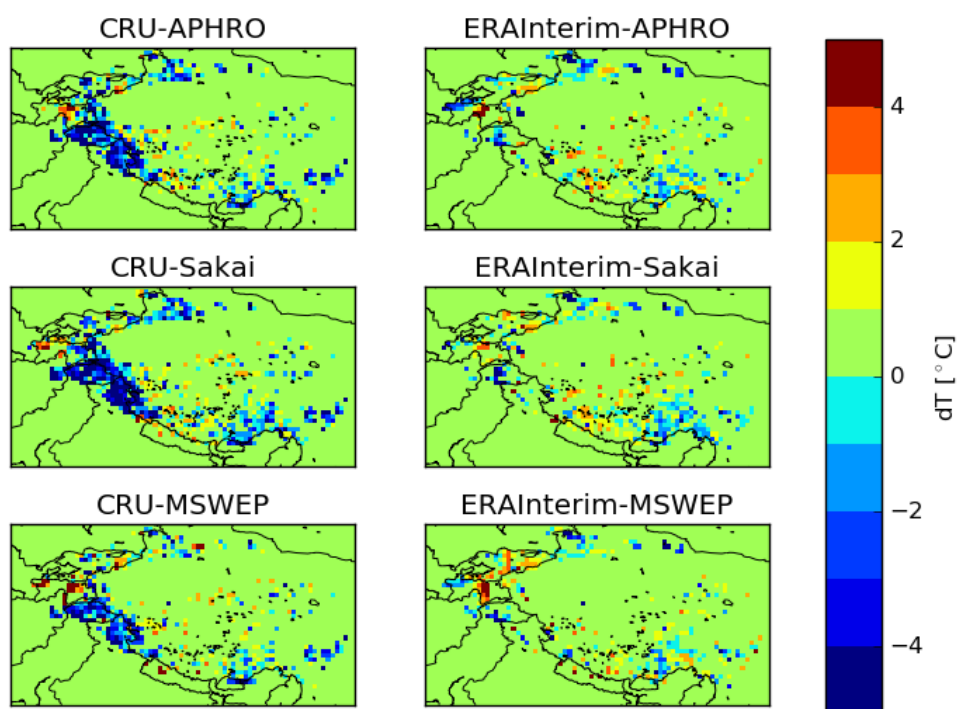 CRU-APHRO
ERAInterim-APHRO
CRU-Sakai
ERAInterim-Sakai
CRU-MSWEP
ERAInterim-MSWEP
4
2
0
−2
−4
dT [°C]